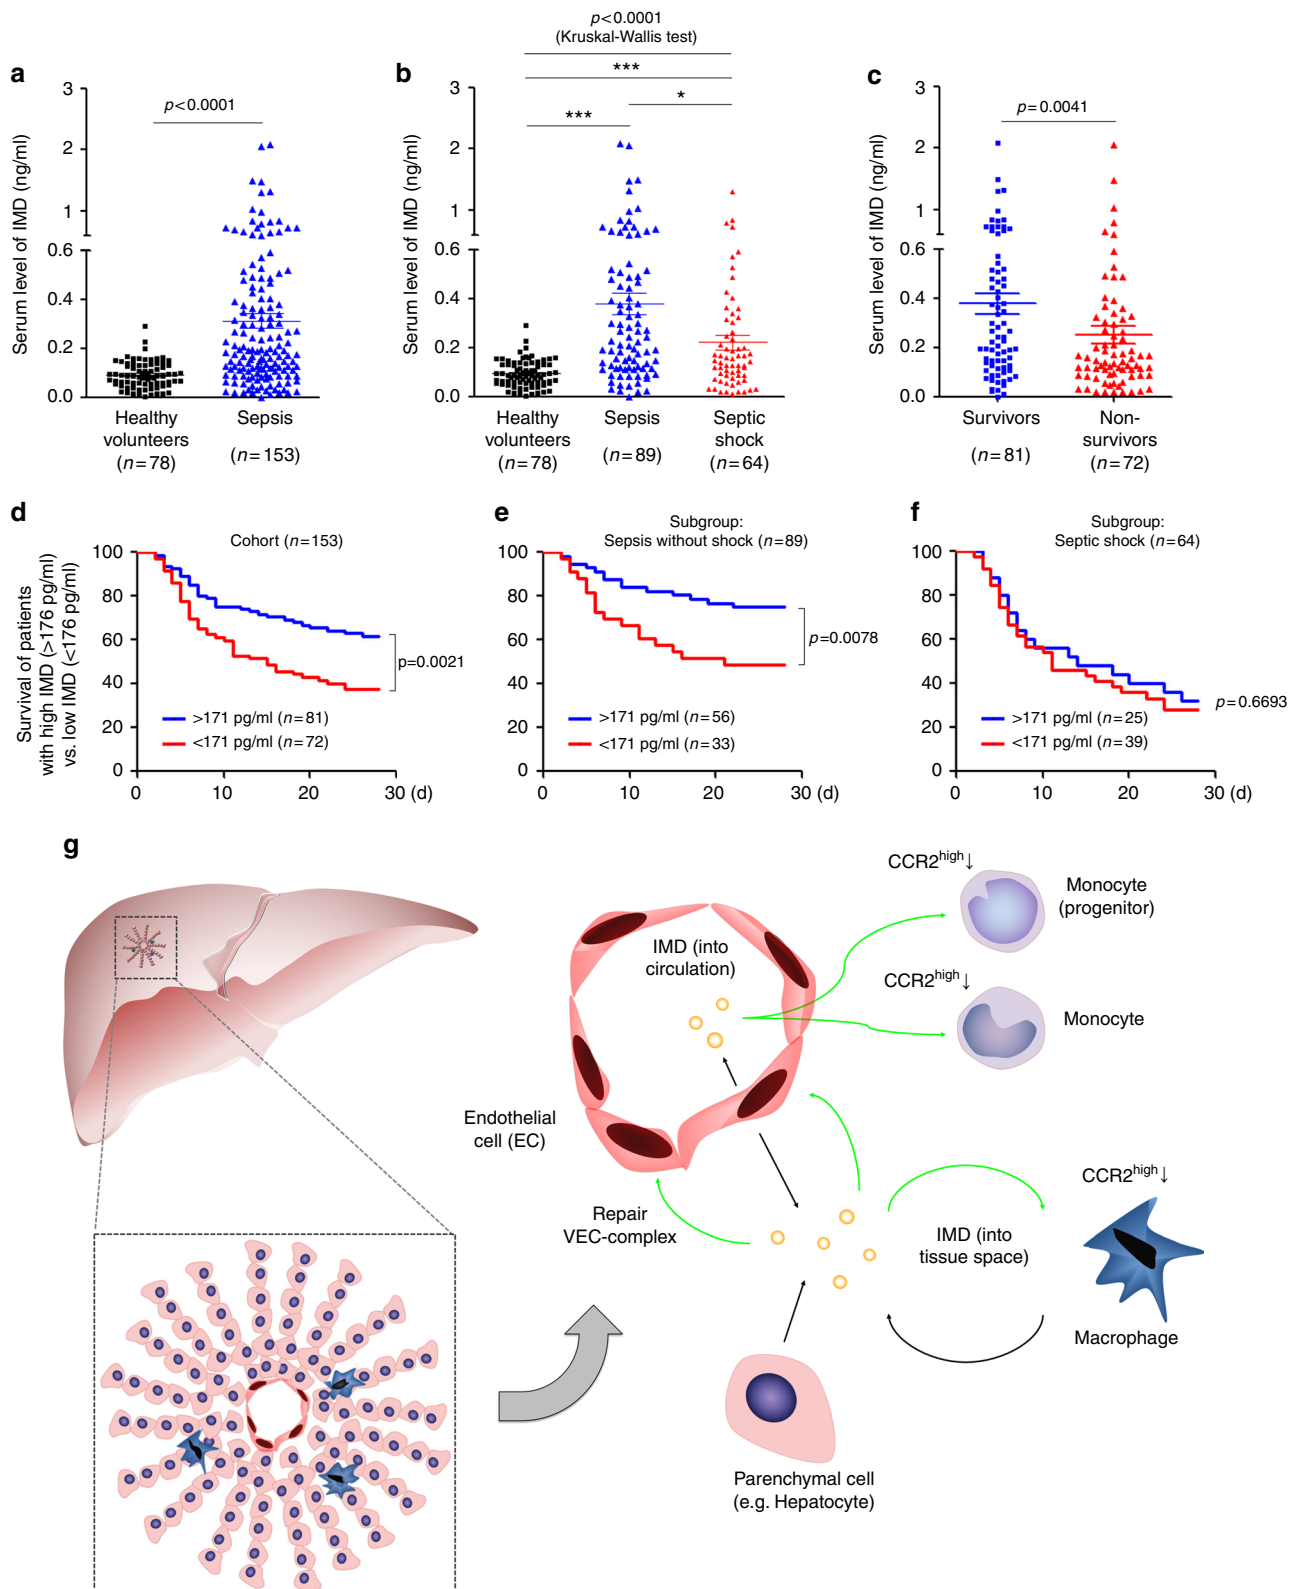 p<0.0001
(Kruskal-Wallis test)
a
p<0.0001
Serum level of IMD (ng/ml)
3
2
1
0.6
0.4
0.2
0.0
Healthy
volunteers
(n=78)
Sepsis
(n=153)
b
***
*
***
Serum level of IMD (ng/ml)
3
2
1
0.6
0.4
0.2
0.0
Healthy
volunteers
(n=78)
Sepsis
(n=89)
Septic
shock
(n=64)
c
p=0.0041
Serum level of IMD (ng/ml)
3
2
1
0.6
0.4
0.2
0.0
Survivors
(n=81)
Non-
survivors
(n=72)
d
Cohort (n=153)
Survival of patients
with high IMD (>176 pg/ml)
vs. low IMD (<176 pg/ml)
100
80
60
40
20
0
p=0.0021
>171 pg/ml (n=81)
<171 pg/ml (n=72)
0 10 20 30 (d)
e
Subgroup:
Sepsis without shock (n=89)
100
80
60
40
20
0
p=0.0078
>171 pg/ml (n=56)
<171 pg/ml (n=33)
0 10 20 30 (d)
f
Subgroup:
Septic shock (n=64)
100
80
60
40
20
0
p=0.6693
>171 pg/ml (n=25)
<171 pg/ml (n=39)
0 10 20 30 (d)
g
CCR2high↓
Monocyte
(progenitor)
IMD (into
circulation)
CCR2high↓
Monocyte
Endothelial
cell (EC)
CCR2high↓
Repair
VEC-complex
IMD (into
tissue space)
Macrophage
Parenchymal cell
(e.g. Hepatocyte)